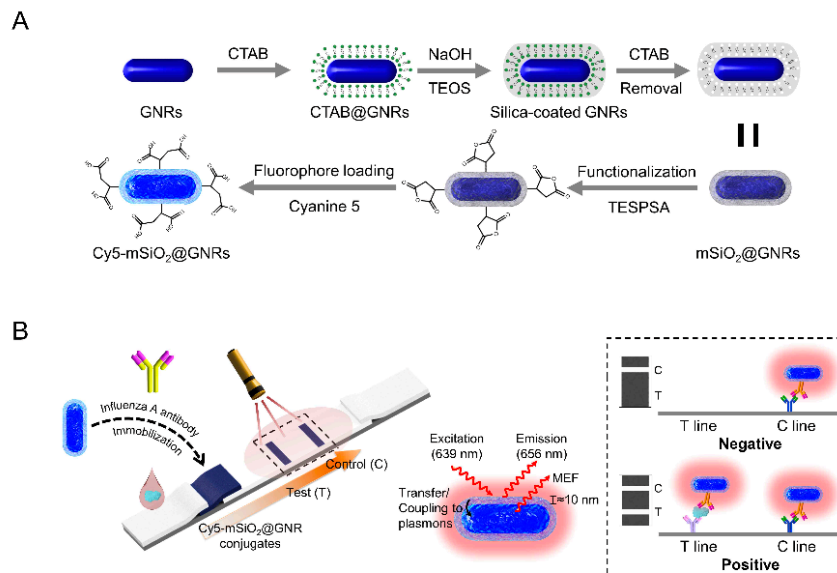 A
CTAB
NaOH
TEOS
CTAB
Removal
GNRs
CTAB@GNRs
Silica-coated GNRs
Fluorophore loading
Cyanine 5
Functionalization
TESPSA
Cy5-mSiO₂@GNRs
mSiO₂@GNRs
B
Influenza A antibody
Immobilization
Control (C)
Test (T)
Cy5-mSiO₂@GNR
conjugates
Excitation
(639 nm)
Emission
(656 nm)
MEF
Transfer/
Coupling to
plasmons
I≈10 nm
C
T
T line
C line
Negative
C
T
T line
C line
Positive